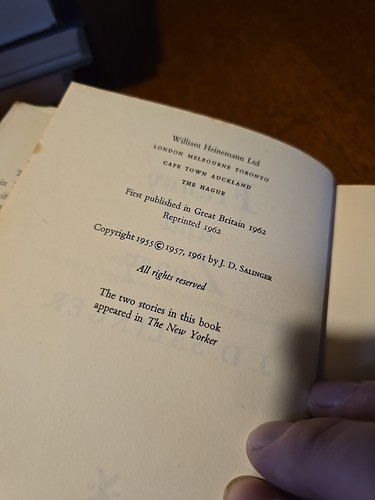 William Heinemann Ltd
LONDON MELBOURNE TORONTO
CAPE TOWN AUCKLAND
THE HAGUE
First published in Great Britain 1962
Reprinted 1962
Copyright 1955 © 1957, 1961 by J. D. SALINGER
All rights reserved
The two stories in this book
appeared in The New Yorker